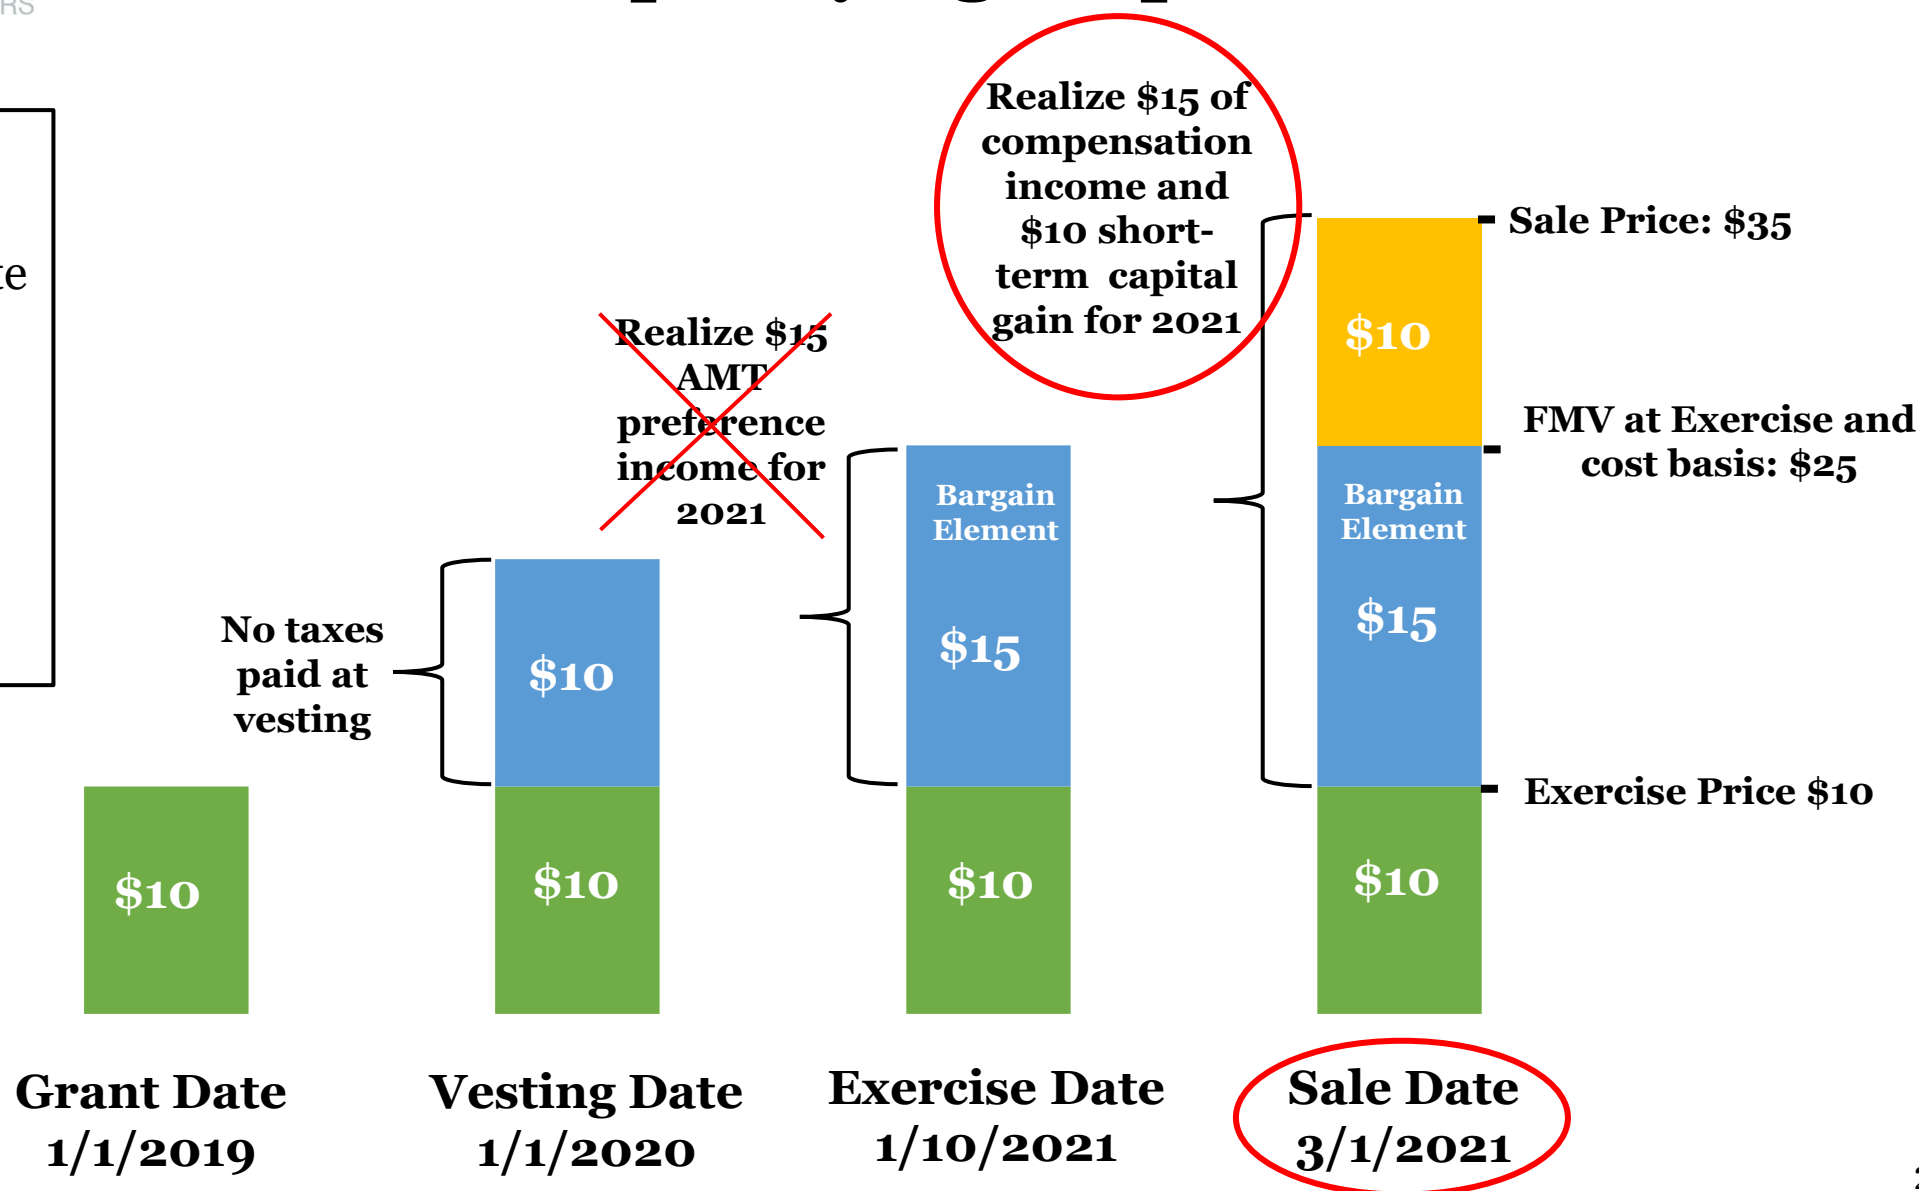 RS
te
Realize $15 of
compensation
income and
$10 short-
term capital
gain for 2021
Sale Price: $35
$10
Realize $15
AMT
preference
income for
2021
FMV at Exercise and
cost basis: $25
Bargain
Element
$15
Bargain
Element
$15
No taxes
paid at
vesting
$10
Exercise Price $10
$10
$10
$10
$10
Grant Date
1/1/2019
Vesting Date
1/1/2020
Exercise Date
1/10/2021
Sale Date
3/1/2021